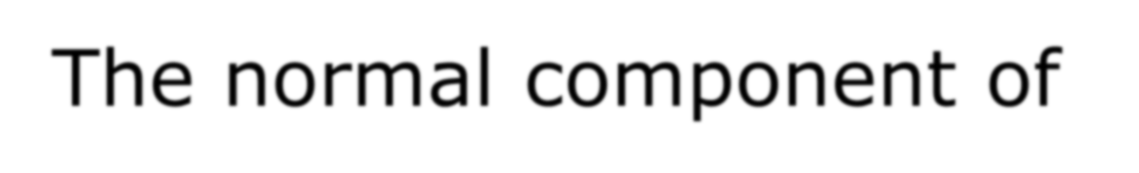 The normal component of